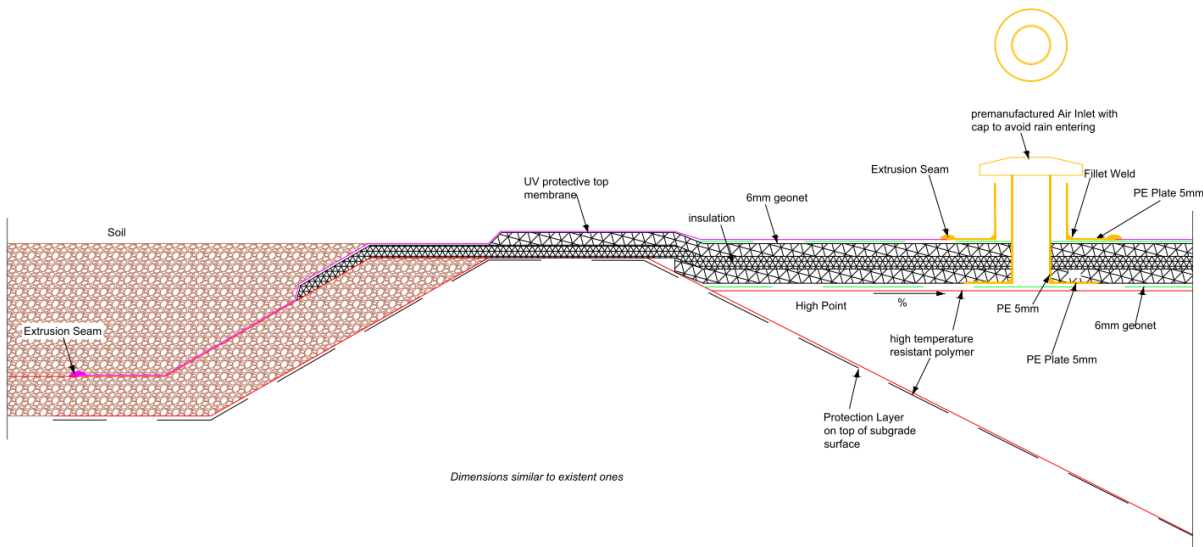 premanufactured Air Inlet with
cap to avoid rain entering
Extrusion Seam
Fillet Weld
UV protective top
membrane
PE Plate 5mm
6mm geonet
insulation
Soil
High Point
%
PE 5mm
6mm geonet
Extrusion Seam
high temperature
resistant polymer
PE Plate 5mm
Protection Layer
on top of subgrade
surface
Dimensions similar to existent ones